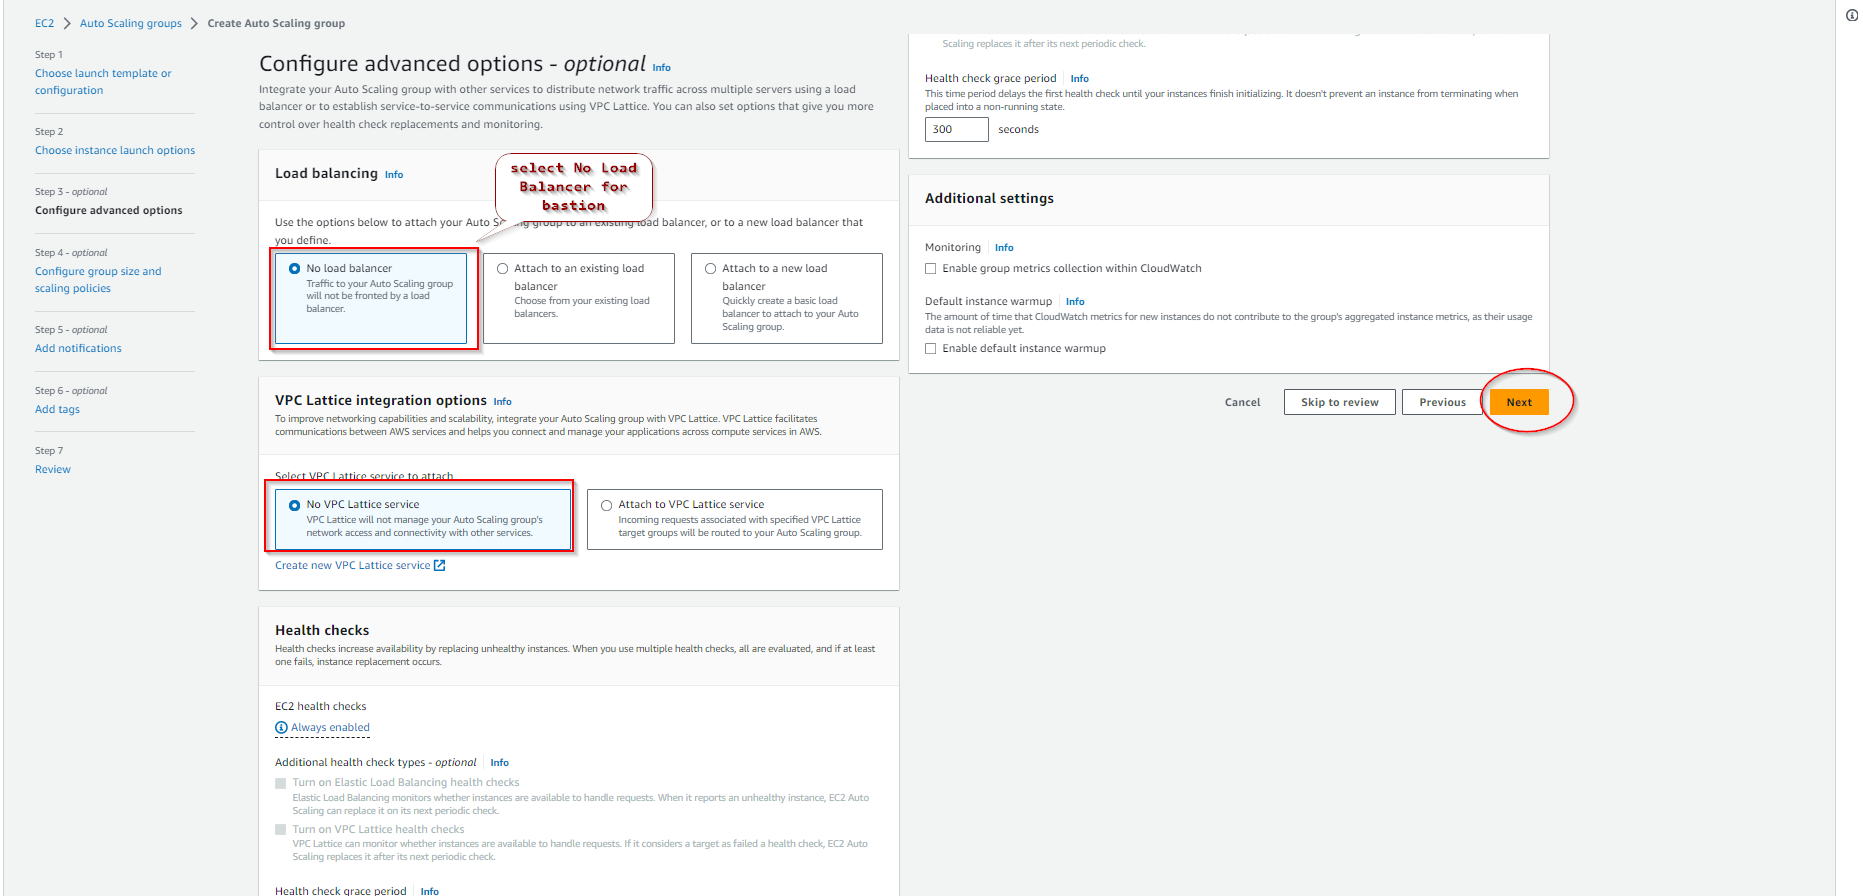 EC2 > Auto Scaling groups > Create Auto Scaling group
Step 1
Choose launch template or
configuration
Step 2
Choose instance launch options
Step 3 - optional
Configure advanced options
Step 4 - optional
Configure group size and
scaling policies
Step 5 - optional
Add notifications
Step 6 - optional
Add tags
Step 7
Review
Configure advanced options - optional Info
Integrate your Auto Scaling group with other services to distribute network traffic across multiple servers using a load
balancer or to establish service-to-service communications using VPC Lattice. You can also set options that give you more
control over health check replacements and monitoring.
Load balancing Info
select No Load
Balancer for
bastion
Use the options below to attach your Auto Scaling group to an existing load balancer, or to a new load balancer that
you define.
No load balancer
Traffic to your Auto Scaling group
will not be fronted by a load
balancer.
Attach to an existing load
balancer
Choose from your existing load
balancers.
Attach to a new load
balancer
Quickly create a basic load
balancer to attach to your Auto
Scaling group.
VPC Lattice integration options Info
To improve networking capabilities and scalability, integrate your Auto Scaling group with VPC Lattice. VPC Lattice facilitates
communications between AWS services and helps you connect and manage your applications across compute services in AWS.
Select VPC Lattice service to attach
No VPC Lattice service
VPC Lattice will not manage your Auto Scaling group's
network access and connectivity with other services.
Attach to VPC Lattice service
Incoming requests associated with specified VPC Lattice
target groups will be routed to your Auto Scaling group.
Create new VPC Lattice service
Health checks
Health checks increase availability by replacing unhealthy instances. When you use multiple health checks, all are evaluated, and if at least
one fails, instance replacement occurs.
EC2 health checks
Always enabled
Additional health check types - optional Info
Turn on Elastic Load Balancing health checks
Elastic Load Balancing monitors whether instances are available to handle requests. When it reports an unhealthy instance, EC2 Auto
Scaling can replace it on its next periodic check.
Turn on VPC Lattice health checks
VPC Lattice can monitor whether instances are available to handle requests. If it considers a target as failed a health check, EC2 Auto
Scaling replaces it after its next periodic check.
Health check grace period Info
Scaling replaces it after its next periodic check.
Health check grace period Info
This time period delays the first health check until your instances finish initializing. It doesn't prevent an instance from terminating when
placed into a non-running state.
300 seconds
Additional settings
Monitoring Info
Enable group metrics collection within CloudWatch
Default instance warmup Info
The amount of time that CloudWatch metrics for new instances do not contribute to the group's aggregated instance metrics, as their usage
data is not reliable yet.
Enable default instance warmup
Cancel
Skip to review
Previous
Next